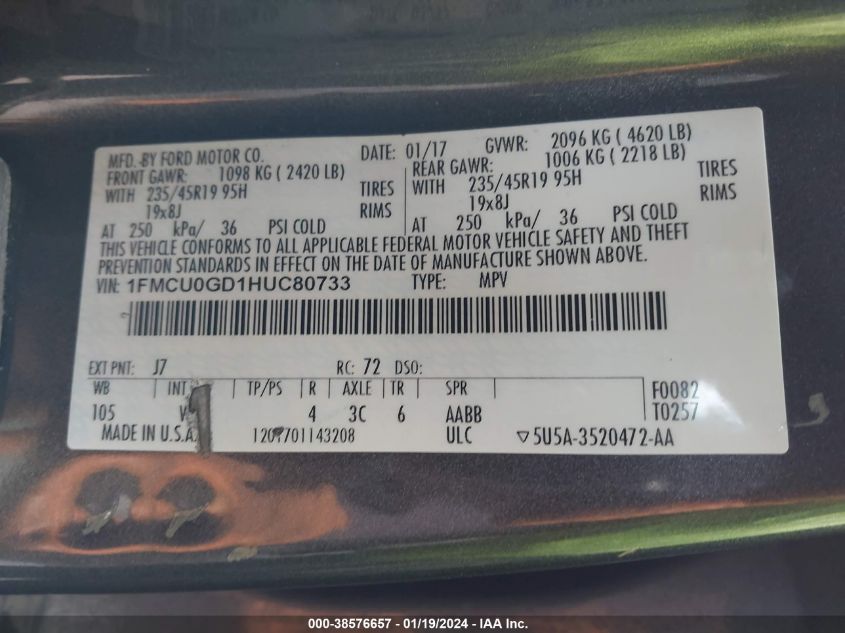 MFD. BY FORD MOTOR CO. DATE: 01/17 GVWR: 2096 KG ( 4620 LB)
FRONT GAWR: 1098 KG ( 2420 LB) REAR GAWR: 1006 KG ( 2218 LB)
WITH 235/45R19 95H TIRES WITH 235/45R19 95H TIRES
19x8J RIMS 19x8J RIMS
AT 250 kPa/ 36 PSI COLD AT 250 kPa/ 36 PSI COLD
THIS VEHICLE CONFORMS TO ALL APPLICABLE FEDERAL MOTOR VEHICLE SAFETY AND THEFT
PREVENTION STANDARDS IN EFFECT ON THE DATE OF MANUFACTURE SHOWN ABOVE.
VIN: 1FMCU0GD1HUC80733 TYPE: MPV
EXT PNT: J7 RC: 72 DSO:
WB INT TP/PS R AXLE TR SPR F0082
105 4 3C 6 AABB T0257
MADE IN U.S.A. ULC ▽5U5A-3520472-AA
000-38576657 / 01/19/2024 - IAA Inc.